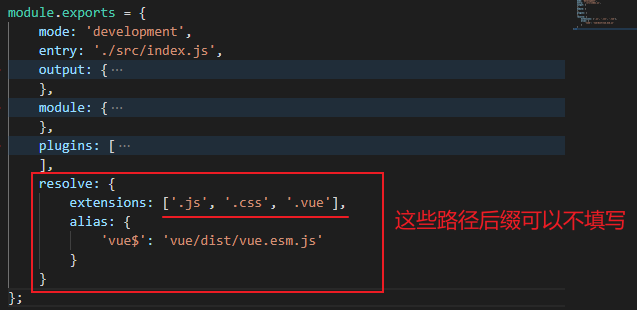 module.exports = {
mode: 'development',
entry: './src/index.js',
output: {···
},
module: {···
},
plugins: [···
],
resolve: {
extensions: ['.js', '.css', '.vue'],
alias: {
'vue$': 'vue/dist/vue.esm.js'
}
}
};
这些路径后缀可以不填写